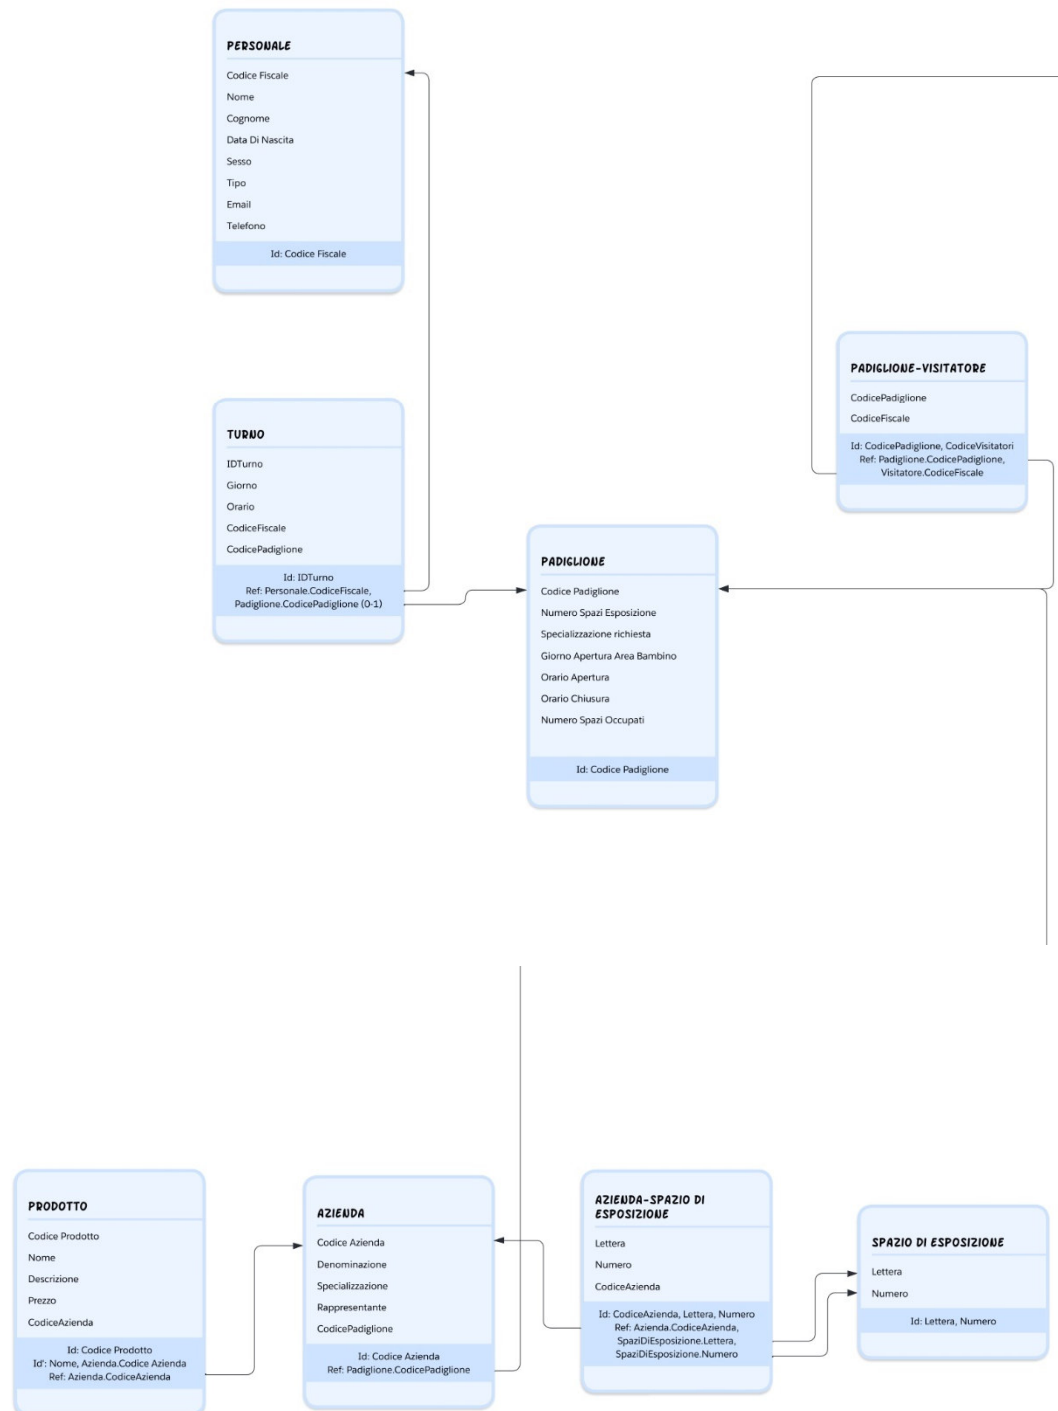 PERSONALE
Codice Fiscale
Nome
Cognome
Data Di Nascita
Sesso
Tipo
Email
Telefono
Id: Codice Fiscale
PADIGLIONE-VISITATORE
CodicePadiglione
CodiceFiscale
Id: CodicePadiglione, CodiceVisitatori
Ref: Padiglione.CodicePadiglione,
Visitatore.CodiceFiscale
TURNO
IDTurno
Giorno
Orario
CodiceFiscale
CodicePadiglione
Id: IDTurno
Ref: Personale.CodiceFiscale,
Padiglione.CodicePadiglione (0-1)
PADIGLIONE
Codice Padiglione
Numero Spazi Esposizione
Specializzazione richiesta
Giorno Apertura Area Bambino
Orario Apertura
Orario Chiusura
Numero Spazi Occupati
Id: Codice Padiglione
PRODOTTO
Codice Prodotto
Nome
Descrizione
Prezzo
CodiceAzienda
Id: Codice Prodotto
Id': Nome, Azienda.Codice Azienda
Ref: Azienda.CodiceAzienda
AZIENDA
Codice Azienda
Denominazione
Specializzazione
Rappresentante
CodicePadiglione
Id: Codice Azienda
Ref: Padiglione.CodicePadiglione
AZIENDA-SPAZIO DI
ESPOSIZIONE
Lettera
Numero
CodiceAzienda
Id: CodiceAzienda, Lettera, Numero
Ref: Azienda.CodiceAzienda,
SpaziDiEsposizione.Lettera,
SpaziDiEsposizione.Numero
SPAZIO DI ESPOSIZIONE
Lettera
Numero
Id: Lettera, Numero